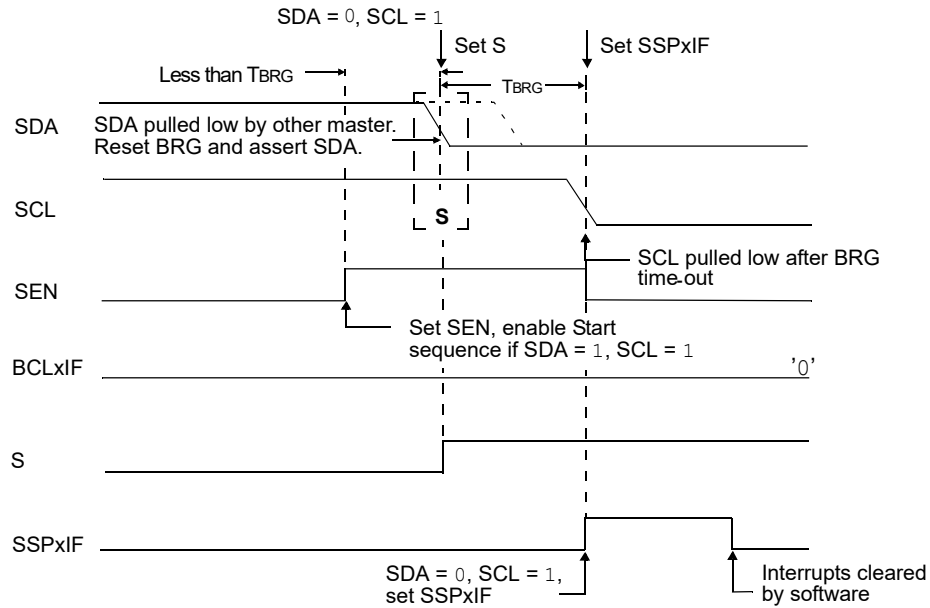 SDA = 0, SCL = 1
Set S
Set SSPxIF
Less than TBRG
TBRG
SDA
SDA pulled low by other master.
Reset BRG and assert SDA.
SCL
S
SCL pulled low after BRG
time-out
SEN
Set SEN, enable Start
sequence if SDA = 1, SCL = 1
BCLxIF
'0'
S
SSPxIF
SDA = 0, SCL = 1,
set SSPxIF
Interrupts cleared
by software